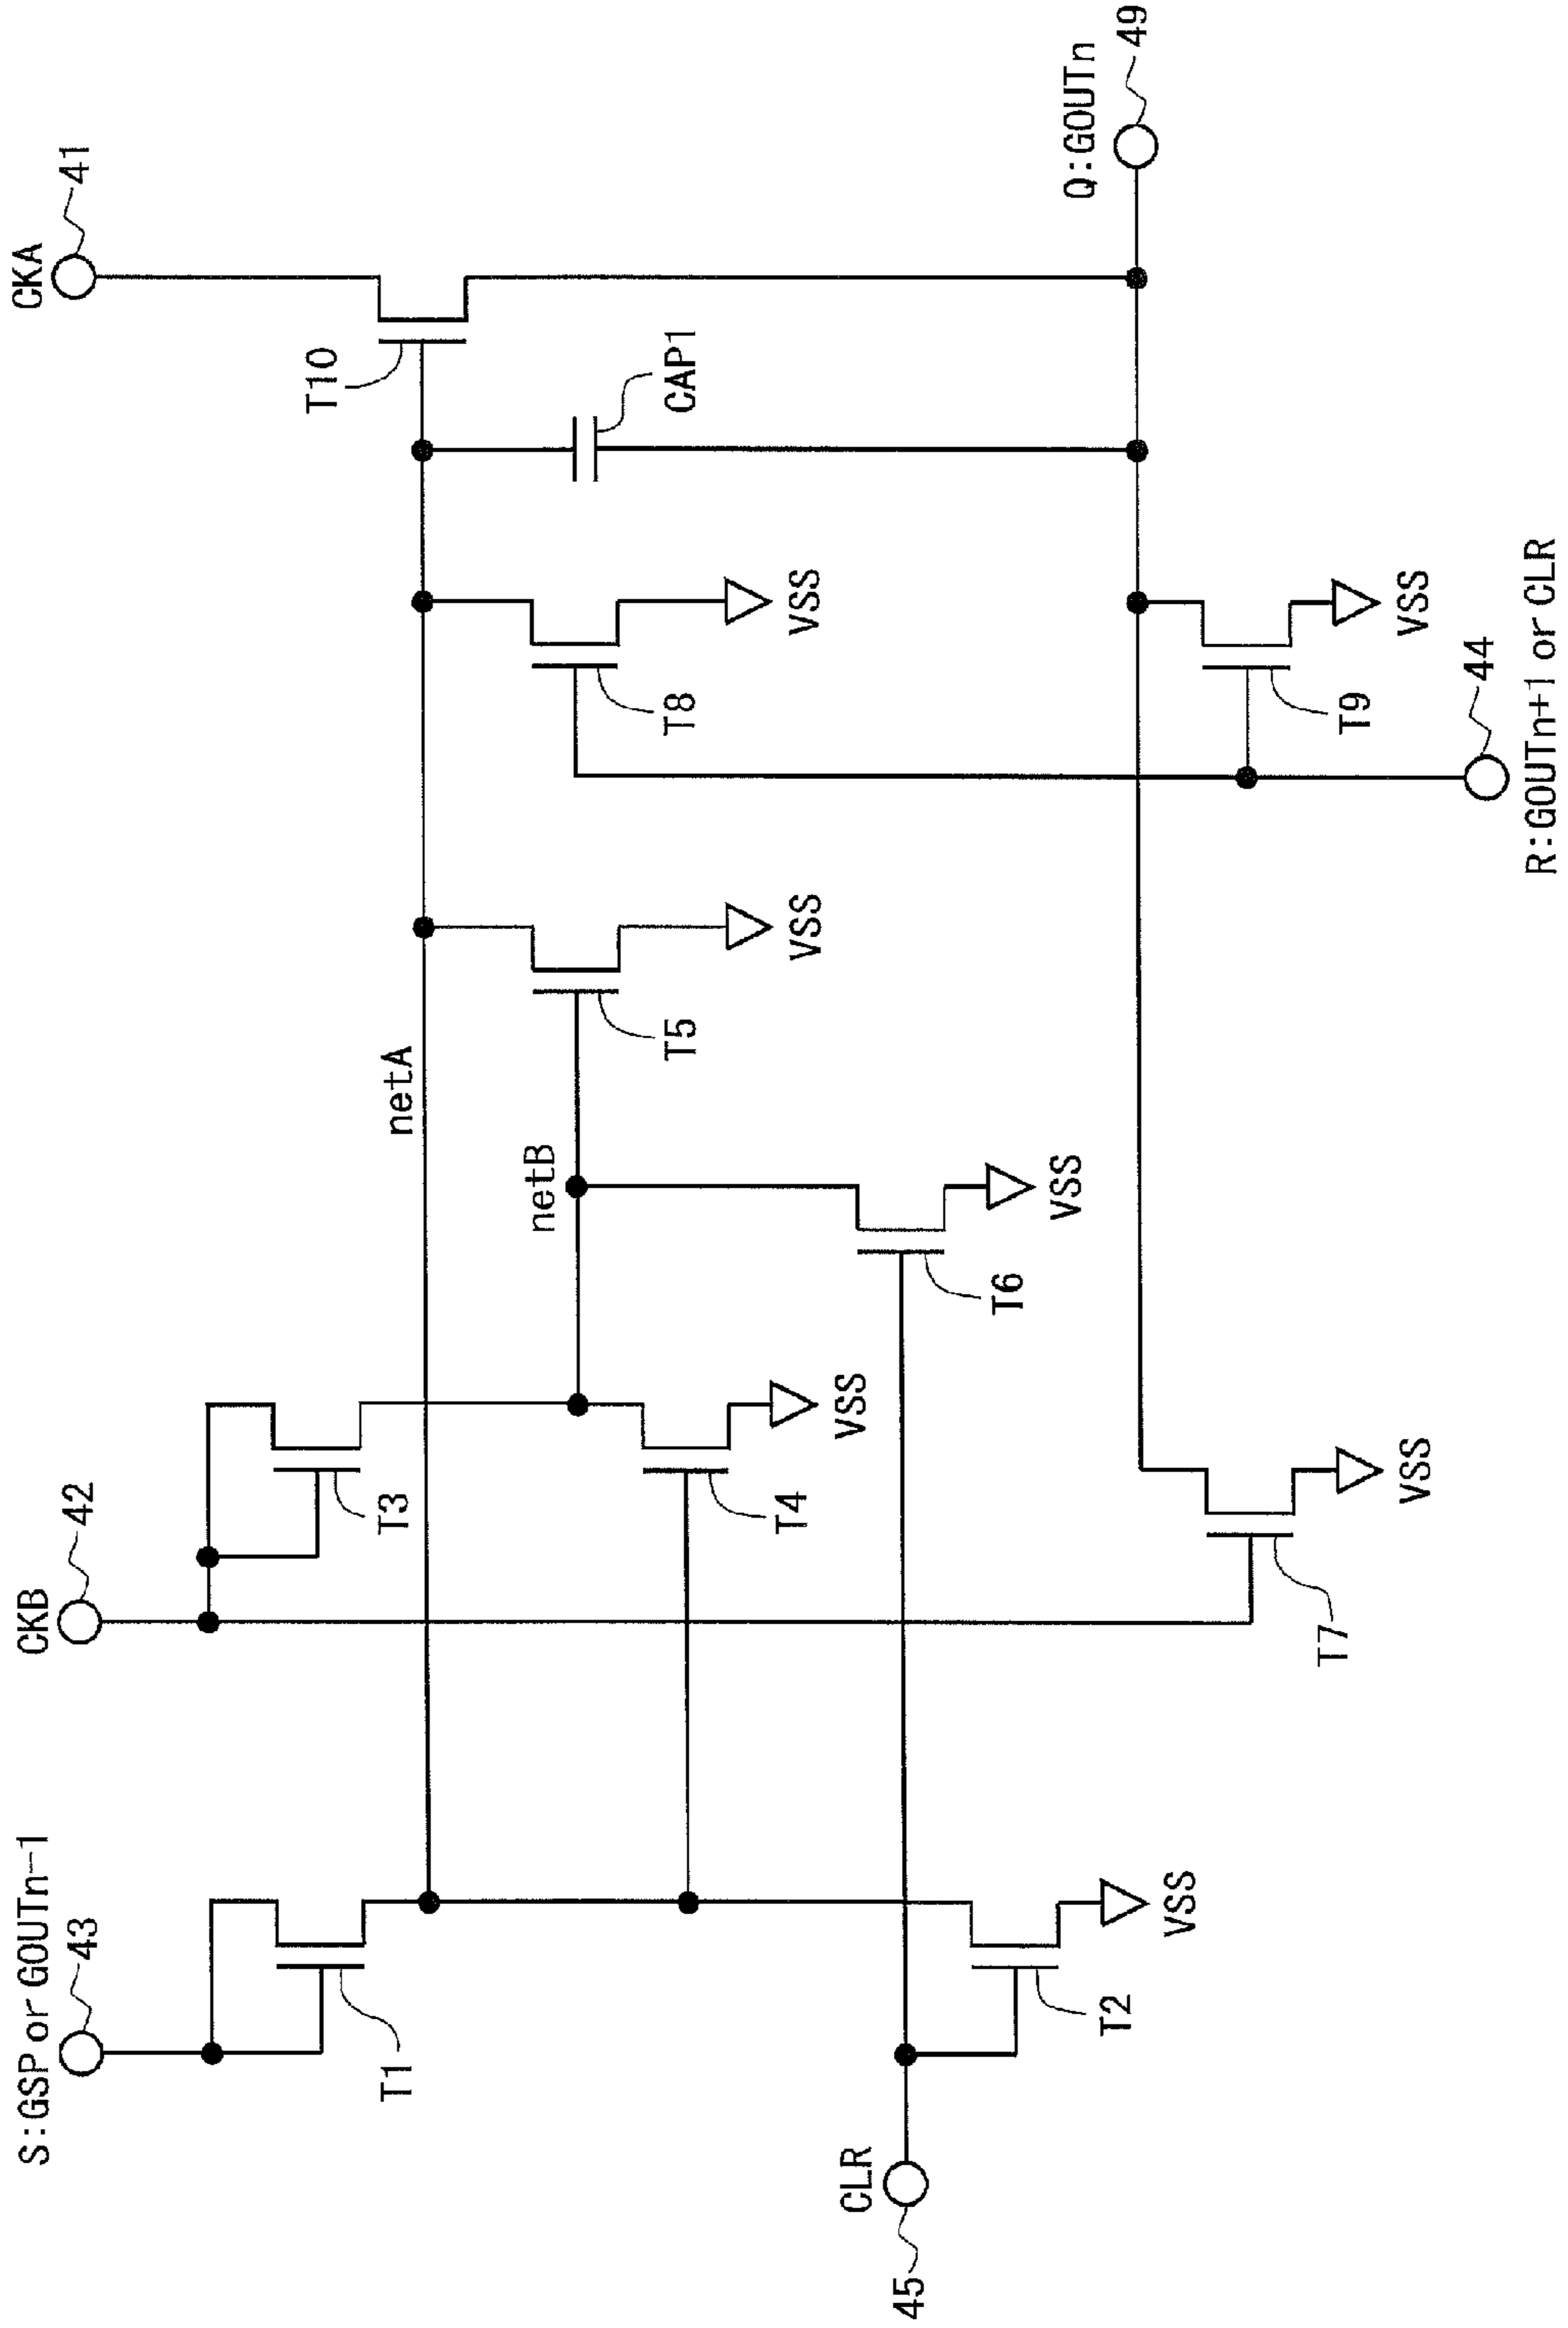 S:GSP or GOUTn-1
43
CKB
42
CKA
41
T1
T3
netA
T10
netB
T4
VSS
T5
VSS
T8
VSS
CAP1
CLR
45
T2
VSS
T6
VSS
Q:GOUTn
49
T7
VSS
T9
VSS
44
R:GOUTn+1 or CLR